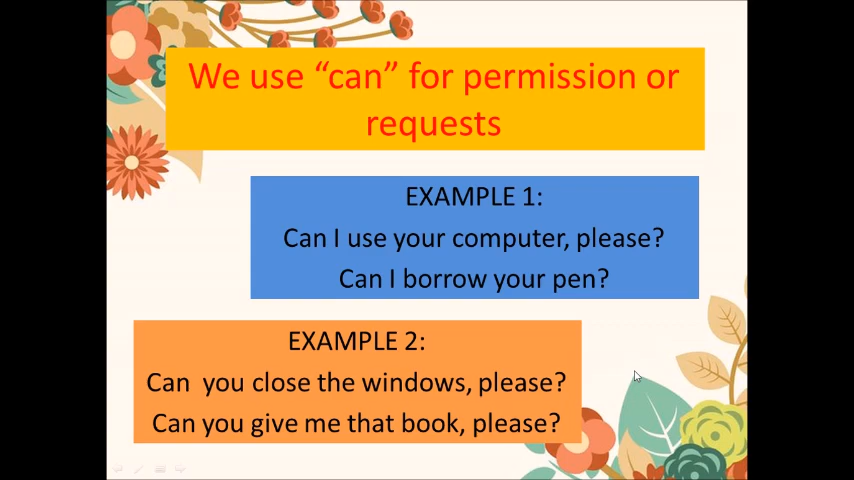 We use “can” for permission or
requests
EXAMPLE 1:
Can I use your computer, please?
Can I borrow your pen?
EXAMPLE 2:
Can  you close the windows, please?
Can you give me that book, please?